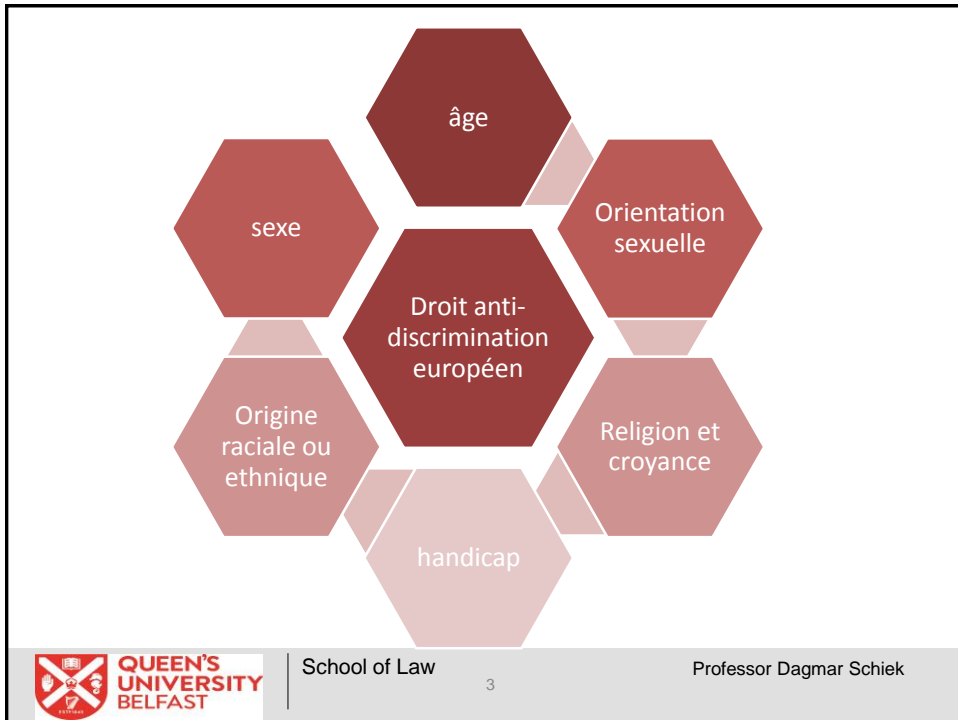 âge
Orientation
sexuelle
sexe
Droit anti-
discrimination
européen
Origine
raciale ou
ethnique
Religion et
croyance
handicap
QUEEN'S
UNIVERSITY
BELFAST
School of Law
3
Professor Dagmar Schiek